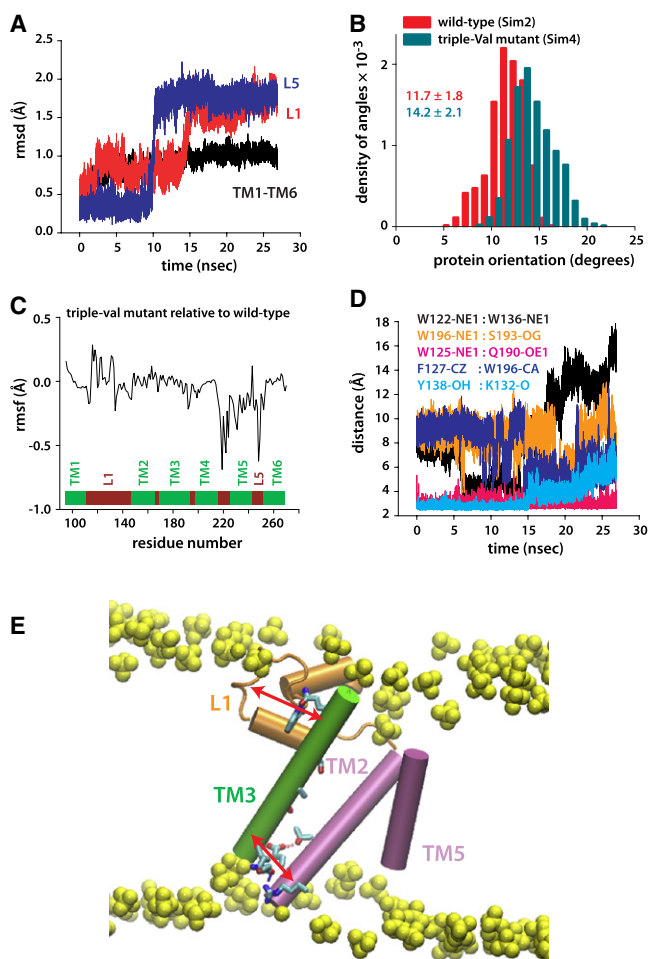 A
rmsd (Å)
2.5
2.0
1.5
1.0
0.5
0.0
L5
L1
TM1-TM6
0 5 10 15 20 25 30
time (nsec)
B
wild-type (Sim2)
triple-Val mutant (Sim4)
density of angles × 10-3
2
1
0
11.7 ± 1.8
14.2 ± 2.1
0 5 10 15 20 25
protein orientation (degrees)
C
triple-val mutant relative to wild-type
rmsf (Å)
0.5
0.0
-0.5
-1.0
TM1 L1 TM2 TM3 TM4 TM5 L5 TM6
100 140 180 220 260
residue number
D
W122-NE1 : W136-NE1
W196-NE1 : S193-OG
W125-NE1 : Q190-OE1
F127-CZ : W196-CA
Y138-OH : K132-O
distance (Å)
18
16
14
12
10
8
6
4
2
0 5 10 15 20 25 30
time (nsec)
E
L1
TM2
TM3
TM5